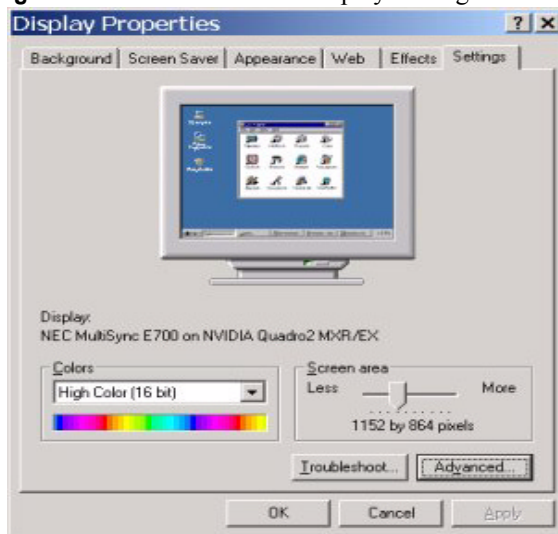 Display Properties
Background Screen Saver Appearance Web Effects Settings
Display:
NEC MultiSync E700 on NVIDIA Quadro2 MXR/EX
Colors
High Color (16 bit)
Screen area
Less More
1152 by 864 pixels
Troubleshoot... Advanced...
OK Cancel Apply